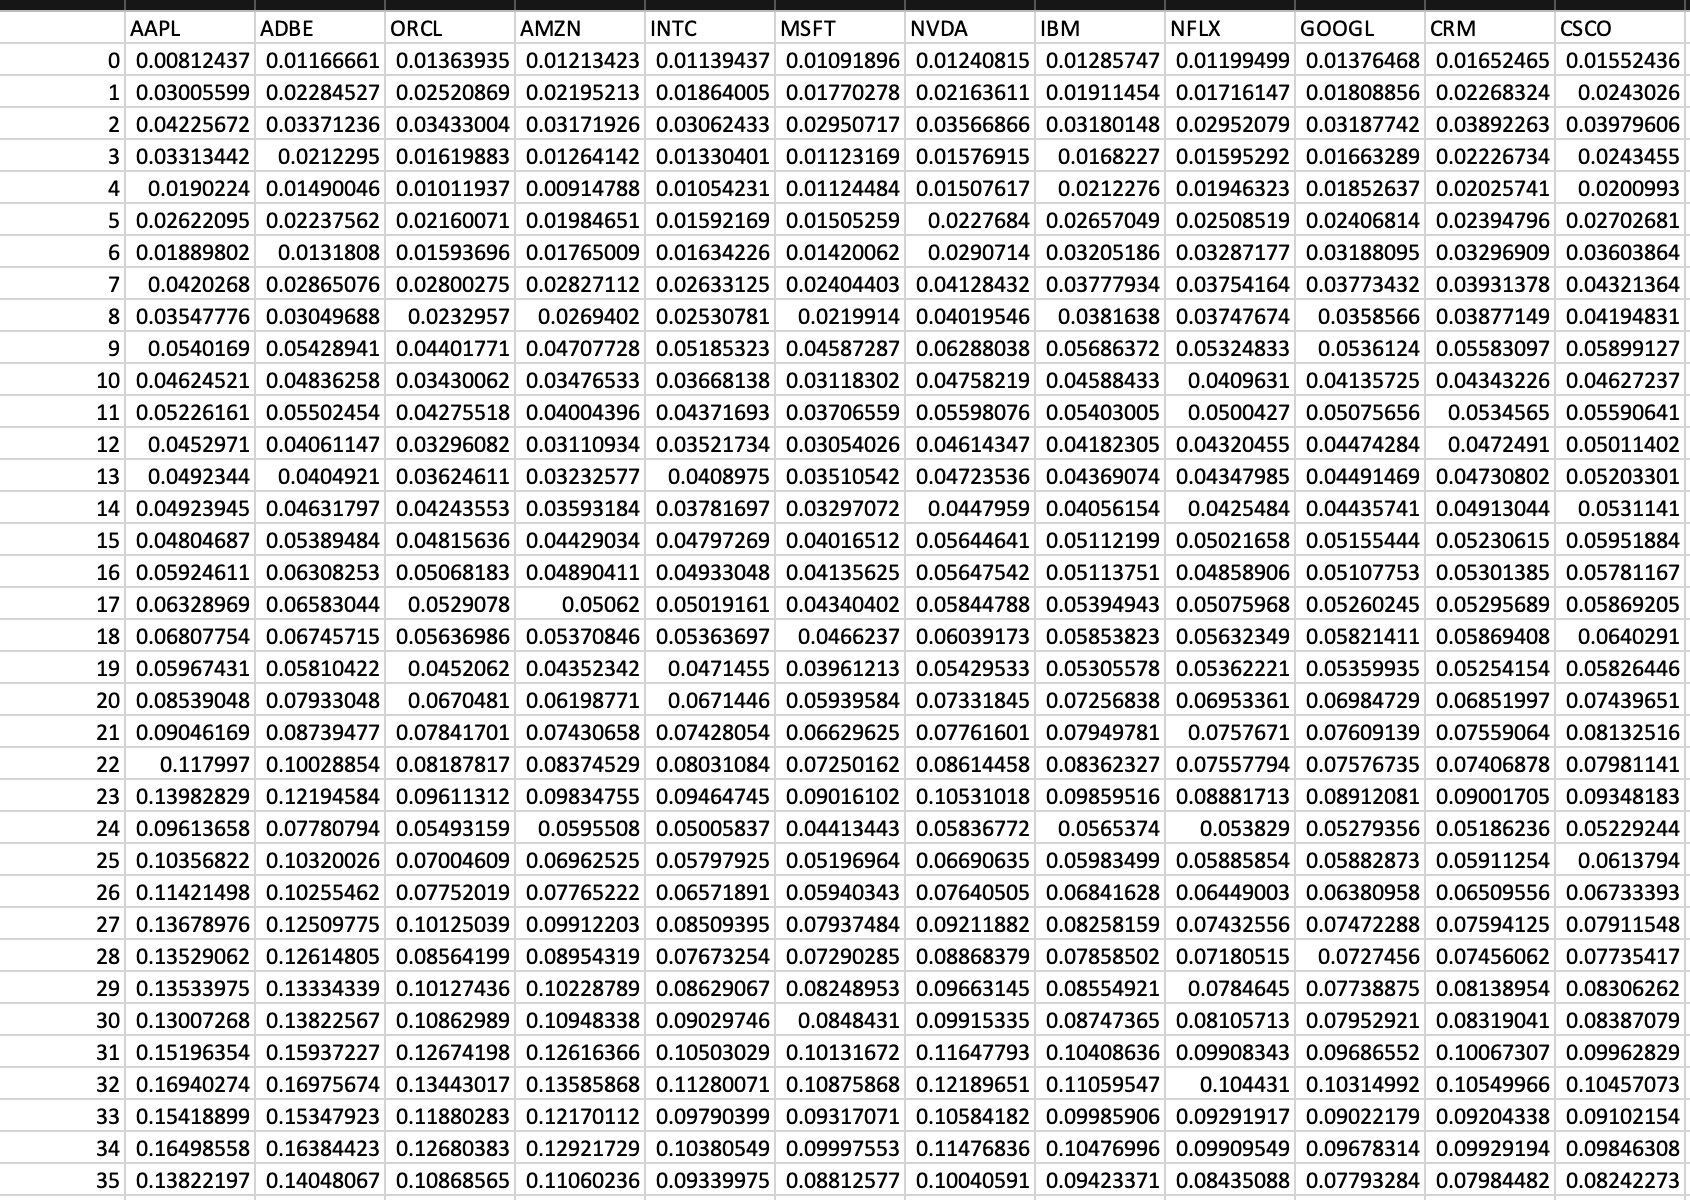 AAPL ADBE ORCL AMZN INTC MSFT NVDA IBM NFLX GOOGL CRM CSCO
0 0.00812437 0.01166661 0.01363935 0.01213423 0.01139437 0.01091896 0.01240815 0.01285747 0.01199499 0.01376468 0.01652465 0.01552436
1 0.03005599 0.02284527 0.02520869 0.02195213 0.01864005 0.01770278 0.02163611 0.01911454 0.01716147 0.01808856 0.02268324 0.0243026
2 0.04225672 0.03371236 0.03433004 0.03171926 0.03062433 0.02950717 0.03566866 0.03180148 0.02952079 0.03187742 0.03892263 0.03979606
3 0.03313442 0.0212295 0.01619883 0.01264142 0.01330401 0.01123169 0.01576915 0.0168227 0.01595292 0.01663289 0.02226734 0.0243455
4 0.0190224 0.01490046 0.01011937 0.00914788 0.01054231 0.01124484 0.01507617 0.0212276 0.01946323 0.01852637 0.02025741 0.0200993
5 0.02622095 0.02237562 0.02160071 0.01984651 0.01592169 0.01505259 0.0227684 0.02657049 0.02508519 0.02406814 0.02394796 0.02702681
6 0.01889802 0.0131808 0.01593696 0.01765009 0.01634226 0.01420062 0.0290714 0.03205186 0.03287177 0.03188095 0.03296909 0.03603864
7 0.0420268 0.02865076 0.02800275 0.02827112 0.02633125 0.02404403 0.04128432 0.03777934 0.03754164 0.03773432 0.03931378 0.04321364
8 0.03547776 0.03049688 0.0232957 0.0269402 0.02530781 0.0219914 0.04019546 0.0381638 0.03747674 0.0358566 0.03877149 0.04194831
9 0.0540169 0.05428941 0.04401771 0.04707728 0.05185323 0.04587287 0.06288038 0.05686372 0.05324833 0.0536124 0.05583097 0.05899127
10 0.04624521 0.04836258 0.03430062 0.03476533 0.03668138 0.03118302 0.04758219 0.04588433 0.0409631 0.04135725 0.04343226 0.04627237
11 0.05226161 0.05502454 0.04275518 0.04004396 0.04371693 0.03706559 0.05598076 0.05403005 0.0500427 0.05075656 0.0534565 0.05590641
12 0.0452971 0.04061147 0.03296082 0.03110934 0.03521734 0.03054026 0.04614347 0.04182305 0.04320455 0.04474284 0.0472491 0.05011402
13 0.0492344 0.0404921 0.03624611 0.03232577 0.0408975 0.03510542 0.04723536 0.04369074 0.04347985 0.04491469 0.04730802 0.05203301
14 0.04923945 0.04631797 0.04243553 0.03593184 0.03781697 0.03297072 0.0447959 0.04056154 0.0425484 0.04435741 0.04913044 0.0531141
15 0.04804687 0.05389484 0.04815636 0.04429034 0.04797269 0.04016512 0.05644641 0.05112199 0.05021658 0.05155444 0.05230615 0.05951884
16 0.05924611 0.06308253 0.05068183 0.04890411 0.04933048 0.04135625 0.05647542 0.05113751 0.04858906 0.05107753 0.05301385 0.05781167
17 0.06328969 0.06583044 0.0529078 0.05062 0.05019161 0.04340402 0.05844788 0.05394943 0.05075968 0.05260245 0.05295689 0.05869205
18 0.06807754 0.06745715 0.05636986 0.05370846 0.05363697 0.0466237 0.06039173 0.05853823 0.05632349 0.05821411 0.05869408 0.0640291
19 0.05967431 0.05810422 0.0452062 0.04352342 0.0471455 0.03961213 0.05429533 0.05305578 0.05362221 0.05359935 0.05254154 0.05826446
20 0.08539048 0.07933048 0.0670481 0.06198771 0.0671446 0.05939584 0.07331845 0.07256838 0.06953361 0.06984729 0.06851997 0.07439651
21 0.09046169 0.08739477 0.07841701 0.07430658 0.07428054 0.06629625 0.07761601 0.07949781 0.0757671 0.07609139 0.07559064 0.08132516
22 0.117997 0.10028854 0.08187817 0.08374529 0.08031084 0.07250162 0.08614458 0.08362327 0.07557794 0.07576735 0.07406878 0.07981141
23 0.13982829 0.12194584 0.09611312 0.09834755 0.09464745 0.09016102 0.10531018 0.09859516 0.08881713 0.08912081 0.09001705 0.09348183
24 0.09613658 0.07780794 0.05493159 0.0595508 0.05005837 0.04413443 0.05836772 0.0565374 0.053829 0.05279356 0.05186236 0.05229244
25 0.10356822 0.10320026 0.07004609 0.06962525 0.05797925 0.05196964 0.06690635 0.05983499 0.05885854 0.05882873 0.05911254 0.0613794
26 0.11421498 0.10255462 0.07752019 0.07765222 0.06571891 0.05940343 0.07640505 0.06841628 0.06449003 0.06380958 0.06509556 0.06733393
27 0.13678976 0.12509775 0.10125039 0.09912203 0.08509395 0.07937484 0.09211882 0.08258159 0.07432556 0.07472288 0.07594125 0.07911548
28 0.13529062 0.12614805 0.08564199 0.08954319 0.07673254 0.07290285 0.08868379 0.07858502 0.07180515 0.0727456 0.07456062 0.07735417
29 0.13533975 0.13334339 0.10127436 0.10228789 0.08629067 0.08248953 0.09663145 0.08554921 0.0784645 0.07738875 0.08138954 0.08306262
30 0.13007268 0.13822567 0.10862989 0.10948338 0.09029746 0.0848431 0.09915335 0.08747365 0.08105713 0.07952921 0.08319041 0.08387079
31 0.15196354 0.15937227 0.12674198 0.12616366 0.10503029 0.10131672 0.11647793 0.10408636 0.09908343 0.09686552 0.10067307 0.09962829
32 0.16940274 0.16975674 0.13443017 0.13585868 0.11280071 0.10875868 0.12189651 0.11059547 0.104431 0.10314992 0.10549966 0.10457073
33 0.15418899 0.15347923 0.11880283 0.12170112 0.09790399 0.09317071 0.10584182 0.09985906 0.09291917 0.09022179 0.09204338 0.09102154
34 0.16498558 0.16384423 0.12680383 0.12921729 0.10380549 0.09997553 0.11476836 0.10476996 0.09909549 0.09678314 0.09929194 0.09846308
35 0.13822197 0.14048067 0.10868565 0.11060236 0.09339975 0.08812577 0.10040591 0.09423371 0.08435088 0.07793284 0.07984482 0.08242273